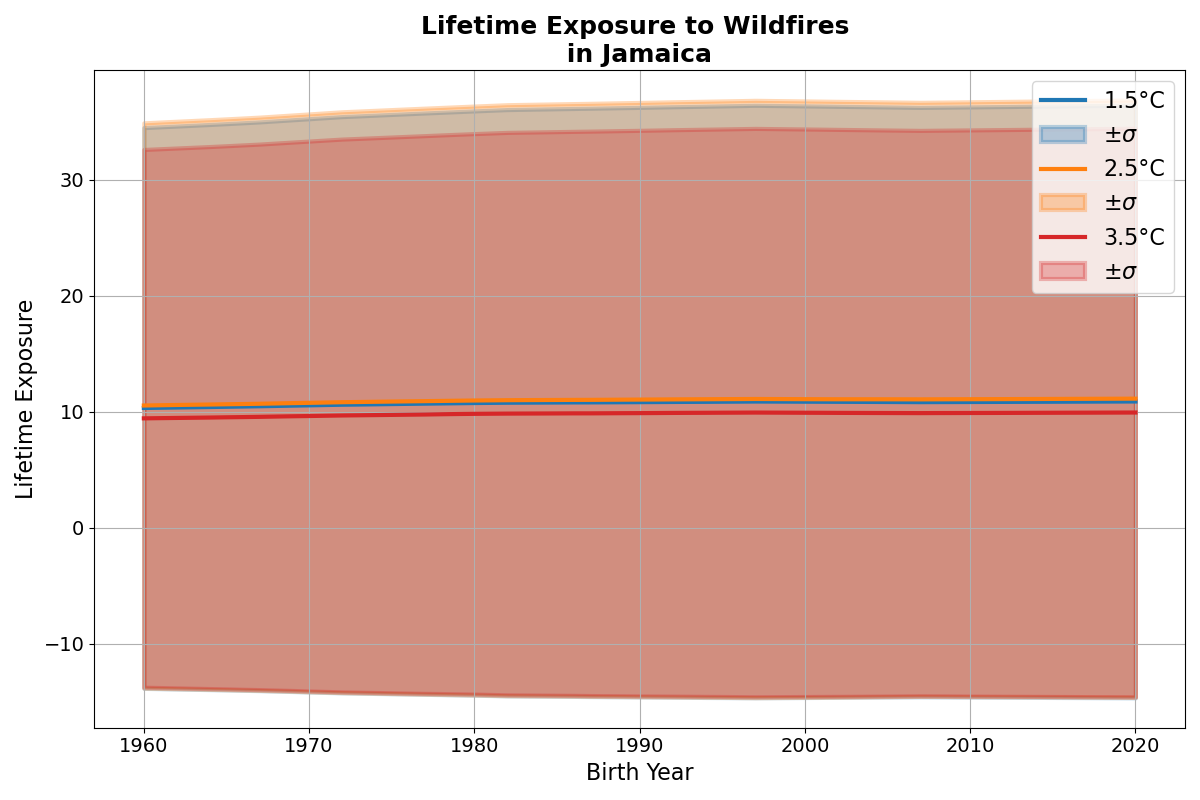 Lifetime Exposure to Wildfires
in Jamaica
1.5°C
±σ
2.5°C
±σ
3.5°C
±σ
Lifetime Exposure
30
20
10
0
−10
1960
1970
1980
1990
2000
2010
2020
Birth Year